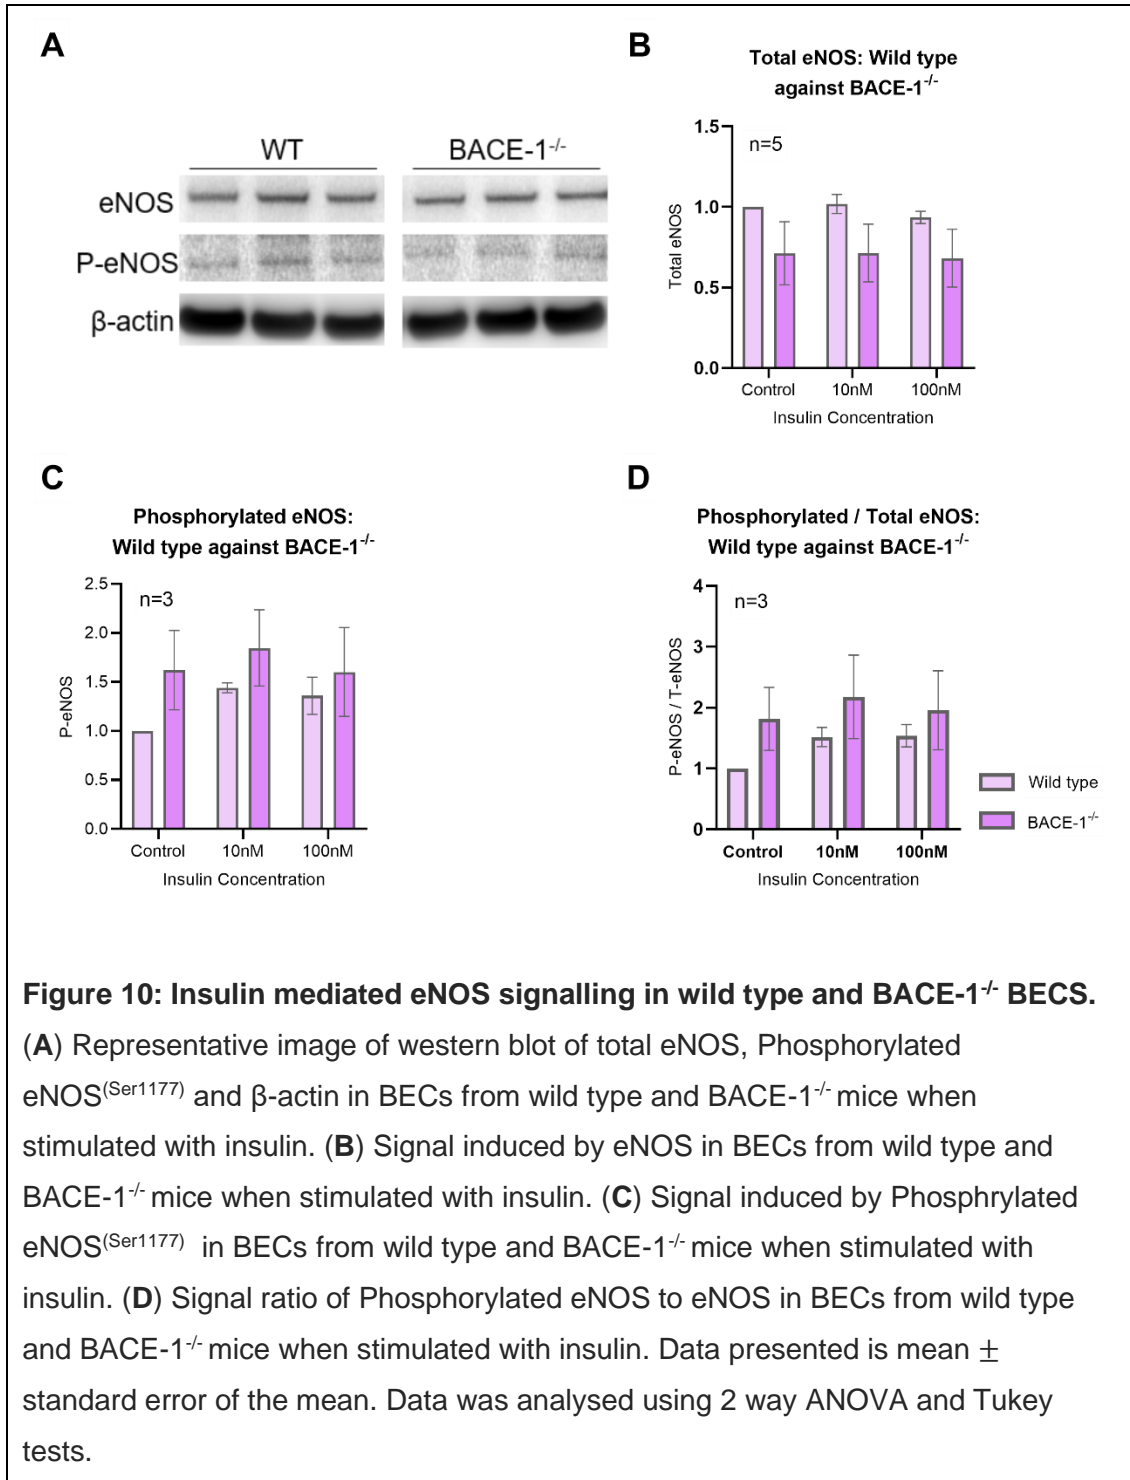 A
WT
BACE-1-/-
eNOS
P-eNOS
β-actin
B
Total eNOS: Wild type
against BACE-1-/-
n=5
1.5
1.0
0.5
0.0
Total eNOS
Control 10nM 100nM
Insulin Concentration
C
Phosphorylated eNOS:
Wild type against BACE-1-/-
n=3
2.5
2.0
1.5
1.0
0.5
0.0
P-eNOS
Control 10nM 100nM
Insulin Concentration
D
Phosphorylated / Total eNOS:
Wild type against BACE-1-/-
n=3
4
3
2
1
0
P-eNOS / T-eNOS
Control 10nM 100nM
Insulin Concentration
Wild type
BACE-1-/-
Figure 10: Insulin mediated eNOS signalling in wild type and BACE-1-/- BECS.
(A) Representative image of western blot of total eNOS, Phosphorylated
eNOS(Ser1177) and β-actin in BECs from wild type and BACE-1-/- mice when
stimulated with insulin. (B) Signal induced by eNOS in BECs from wild type and
BACE-1-/- mice when stimulated with insulin. (C) Signal induced by Phosphrylated
eNOS(Ser1177) in BECs from wild type and BACE-1-/- mice when stimulated with
insulin. (D) Signal ratio of Phosphorylated eNOS to eNOS in BECs from wild type
and BACE-1-/- mice when stimulated with insulin. Data presented is mean ±
standard error of the mean. Data was analysed using 2 way ANOVA and Tukey
tests.